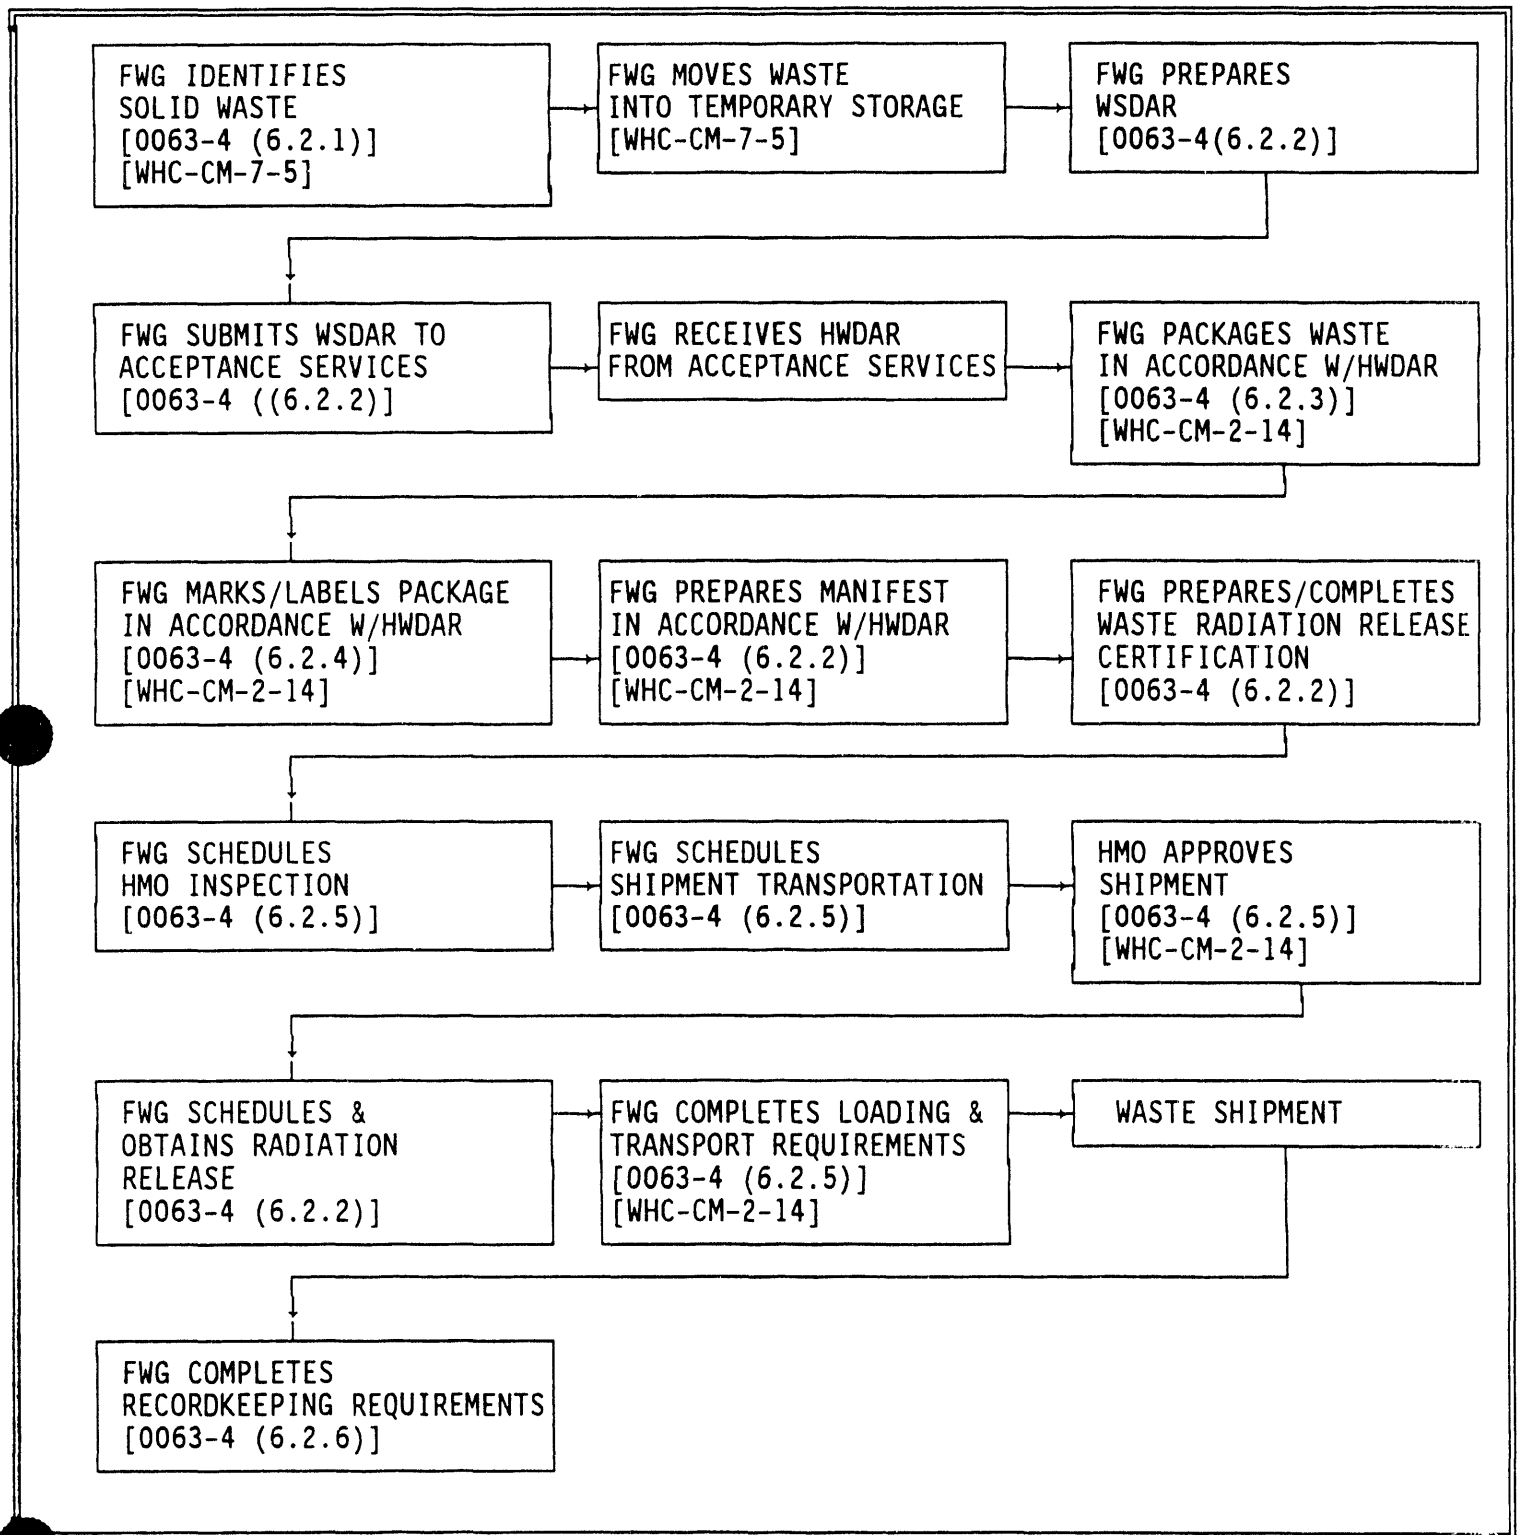 FWG IDENTIFIES
SOLID WASTE
[0063-4 (6.2.1)]
[WHC-CM-7-5]
FWG MOVES WASTE
INTO TEMPORARY STORAGE
[WHC-CM-7-5]
FWG PREPARES
WSDAR
[0063-4(6.2.2)]
FWG SUBMITS WSDAR TO
ACCEPTANCE SERVICES
[0063-4 ((6.2.2)]
FWG RECEIVES HWDAR
FROM ACCEPTANCE SERVICES
FWG PACKAGES WASTE
IN ACCORDANCE W/HWDAR
[0063-4 (6.2.3)]
[WHC-CM-2-14]
FWG MARKS/LABELS PACKAGE
IN ACCORDANCE W/HWDAR
[0063-4 (6.2.4)]
[WHC-CM-2-14]
FWG PREPARES MANIFEST
IN ACCORDANCE W/HWDAR
[0063-4 (6.2.2)]
[WHC-CM-2-14]
FWG PREPARES/COMPLETES
WASTE RADIATION RELEASE
CERTIFICATION
[0063-4 (6.2.2)]
FWG SCHEDULES
HMO INSPECTION
[0063-4 (6.2.5)]
FWG SCHEDULES
SHIPMENT TRANSPORTATION
[0063-4 (6.2.5)]
HMO APPROVES
SHIPMENT
[0063-4 (6.2.5)]
[WHC-CM-2-14]
FWG SCHEDULES &
OBTAINS RADIATION
RELEASE
[0063-4 (6.2.2)]
FWG COMPLETES LOADING &
TRANSPORT REQUIREMENTS
[0063-4 (6.2.5)]
[WHC-CM-2-14]
WASTE SHIPMENT
FWG COMPLETES
RECORDKEEPING REQUIREMENTS
[0063-4 (6.2.6)]